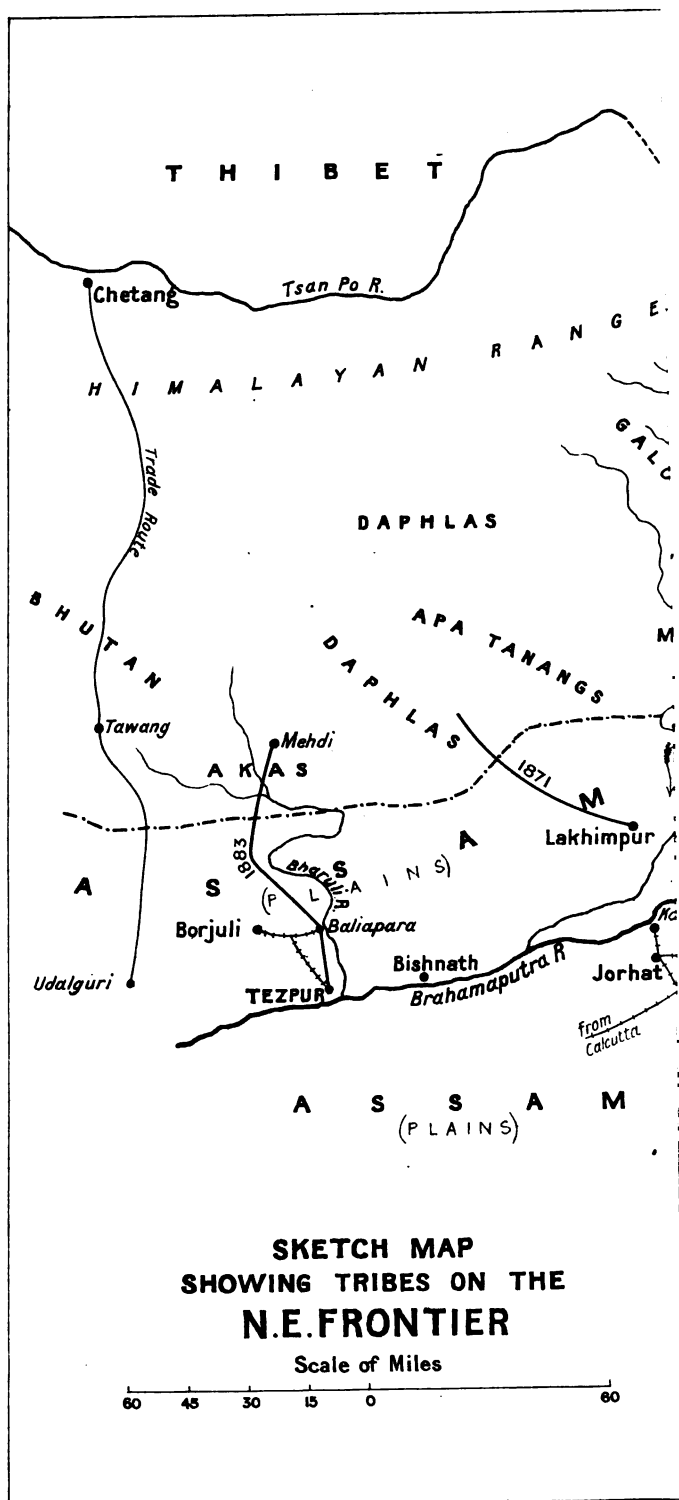 THIBET
Tsan Po R.
Chetang
HIMALAYAN RANGE.
GALO
Trade Route
DAPHLAS
BHUTAN
APA TANANGS
M
DAPHLAS
Tawang
Mehdi
AKAS
1871
Lakhimpur
ASSAM
1883
Bharuli R.
(PLAINS)
Borjuli
Baliapara
Udalguri
TEZPUR
Bishnath
Brahamaputra R
Jorhat
from
Calcutta
ASSAM
(PLAINS)
SKETCH MAP
SHOWING TRIBES ON THE
N.E.FRONTIER
Scale of Miles
60 45 30 15 0 60